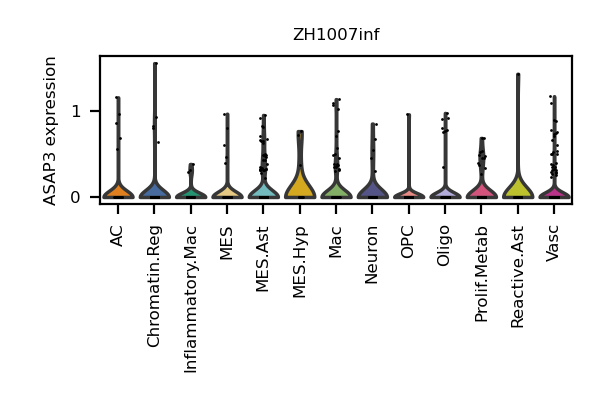 ZH1007inf
ASAP3 expression
1
0
AC
Chromatin.Reg
Inflammatory.Mac
MES
MES.Ast
MES.Hyp
Mac
Neuron
OPC
Oligo
Prolif.Metab
Reactive.Ast
Vasc